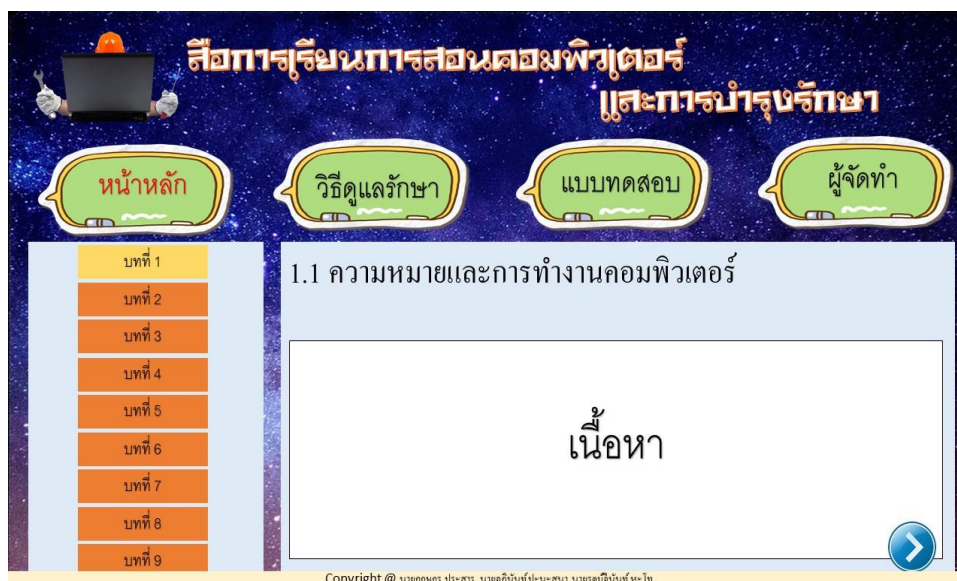 สื่อการเรียนการสอนคอมพิวเตอร์
และการบำรุงรักษา
หน้าหลัก
วิธีดูแลรักษา
แบบทดสอบ
ผู้จัดทำ
บทที่ 1
บทที่ 2
บทที่ 3
บทที่ 4
บทที่ 5
บทที่ 6
บทที่ 7
บทที่ 8
บทที่ 9
1.1 ความหมายและการทำงานคอมพิวเตอร์
เนื้อหา
Copyright @